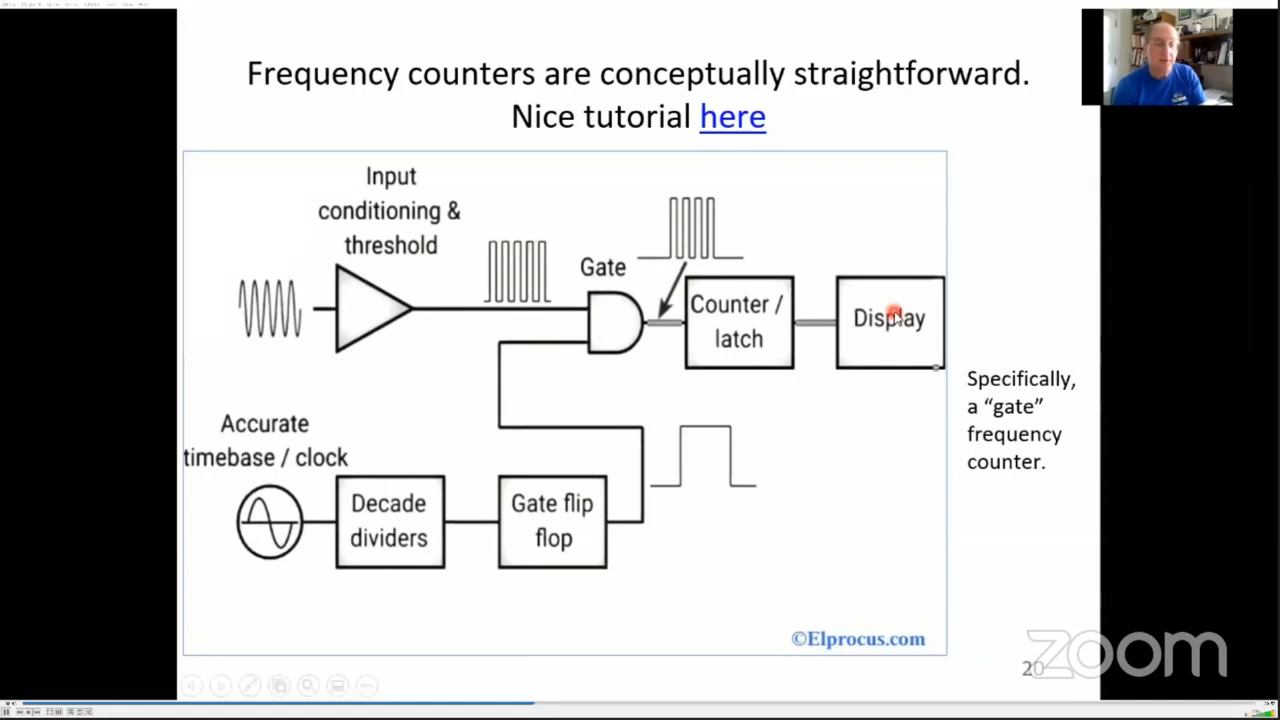 Frequency counters are conceptually straightforward.
Nice tutorial here
Input
conditioning &
threshold
Gate
Counter /
latch
Display
Specifically,
a “gate”
frequency
counter.
Accurate
timebase / clock
Decade
dividers
Gate flip
flop
©Elprocus.com
20
zoom